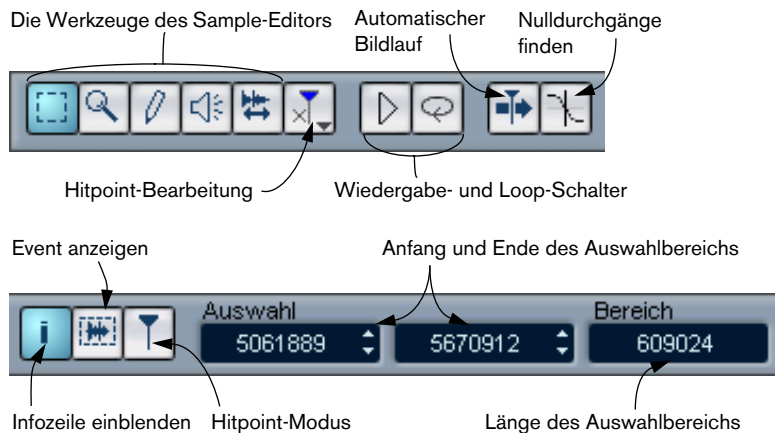 Die Werkzeuge des Sample-Editors
Automatischer
Bildlauf
Nulldurchgänge
finden
Hitpoint-Bearbeitung
Wiedergabe- und Loop-Schalter
Event anzeigen
Anfang und Ende des Auswahlbereichs
Auswahl
Bereich
5061889
5670912
609024
Infozeile einblenden
Hitpoint-Modus
Länge des Auswahlbereichs